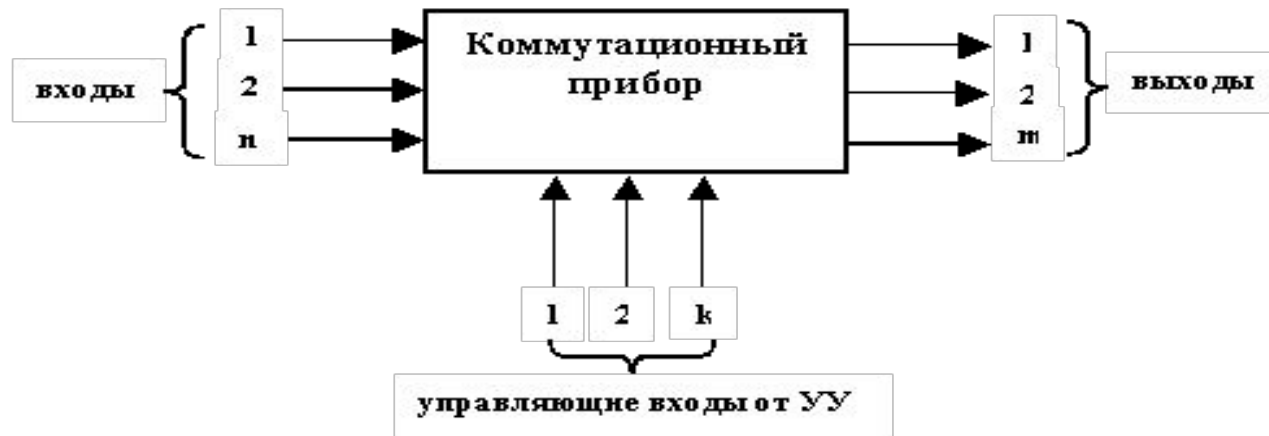 входы
1
2
n
Коммутационный
прибор
1
2
m
выходы
1 2 k
управляющие входы от УУ